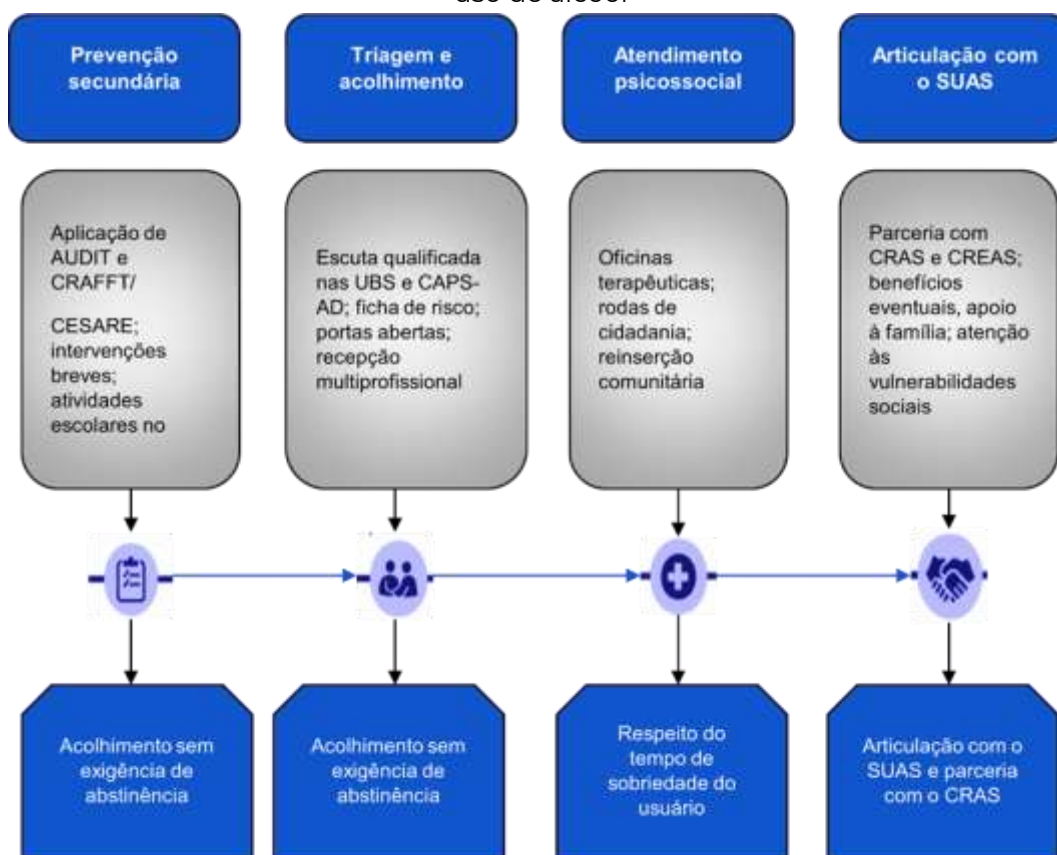 uso de álcool
Prevenção
secundária
Triagem e
acolhimento
Atendimento
psicossocial
Articulação com
o SUAS
Aplicação de
AUDIT e
CRAFFT/
CESARE;
intervenções
breves;
atividades
escolares no
Escuta qualificada
nas UBS e CAPS-
AD; ficha de risco;
portas abertas;
recepção
multiprofissional
Oficinas
terapêuticas;
rodas de
cidadania;
reinserção
comunitária
Parceria com
CRAS e CREAS;
benefícios
eventuais, apoio
à família; atenção
às
vulnerabilidades
sociais
Acolhimento sem
exigência de
abstinência
Acolhimento sem
exigência de
abstinência
Respeito do
tempo de
sobriedade do
usuário
Articulação com o
SUAS e parceria
com o CRAS